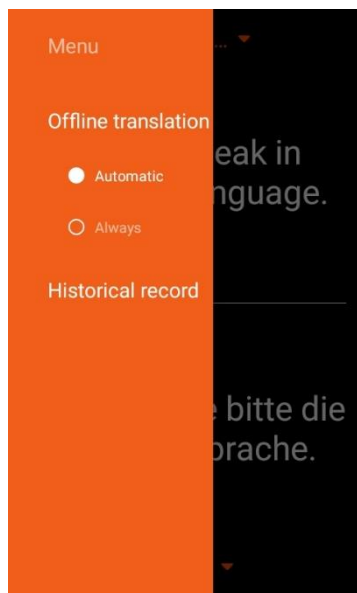 Menu
...
Offline translation
Automatic
eak in
nguage.
Always
Historical record
bitte die
prache.